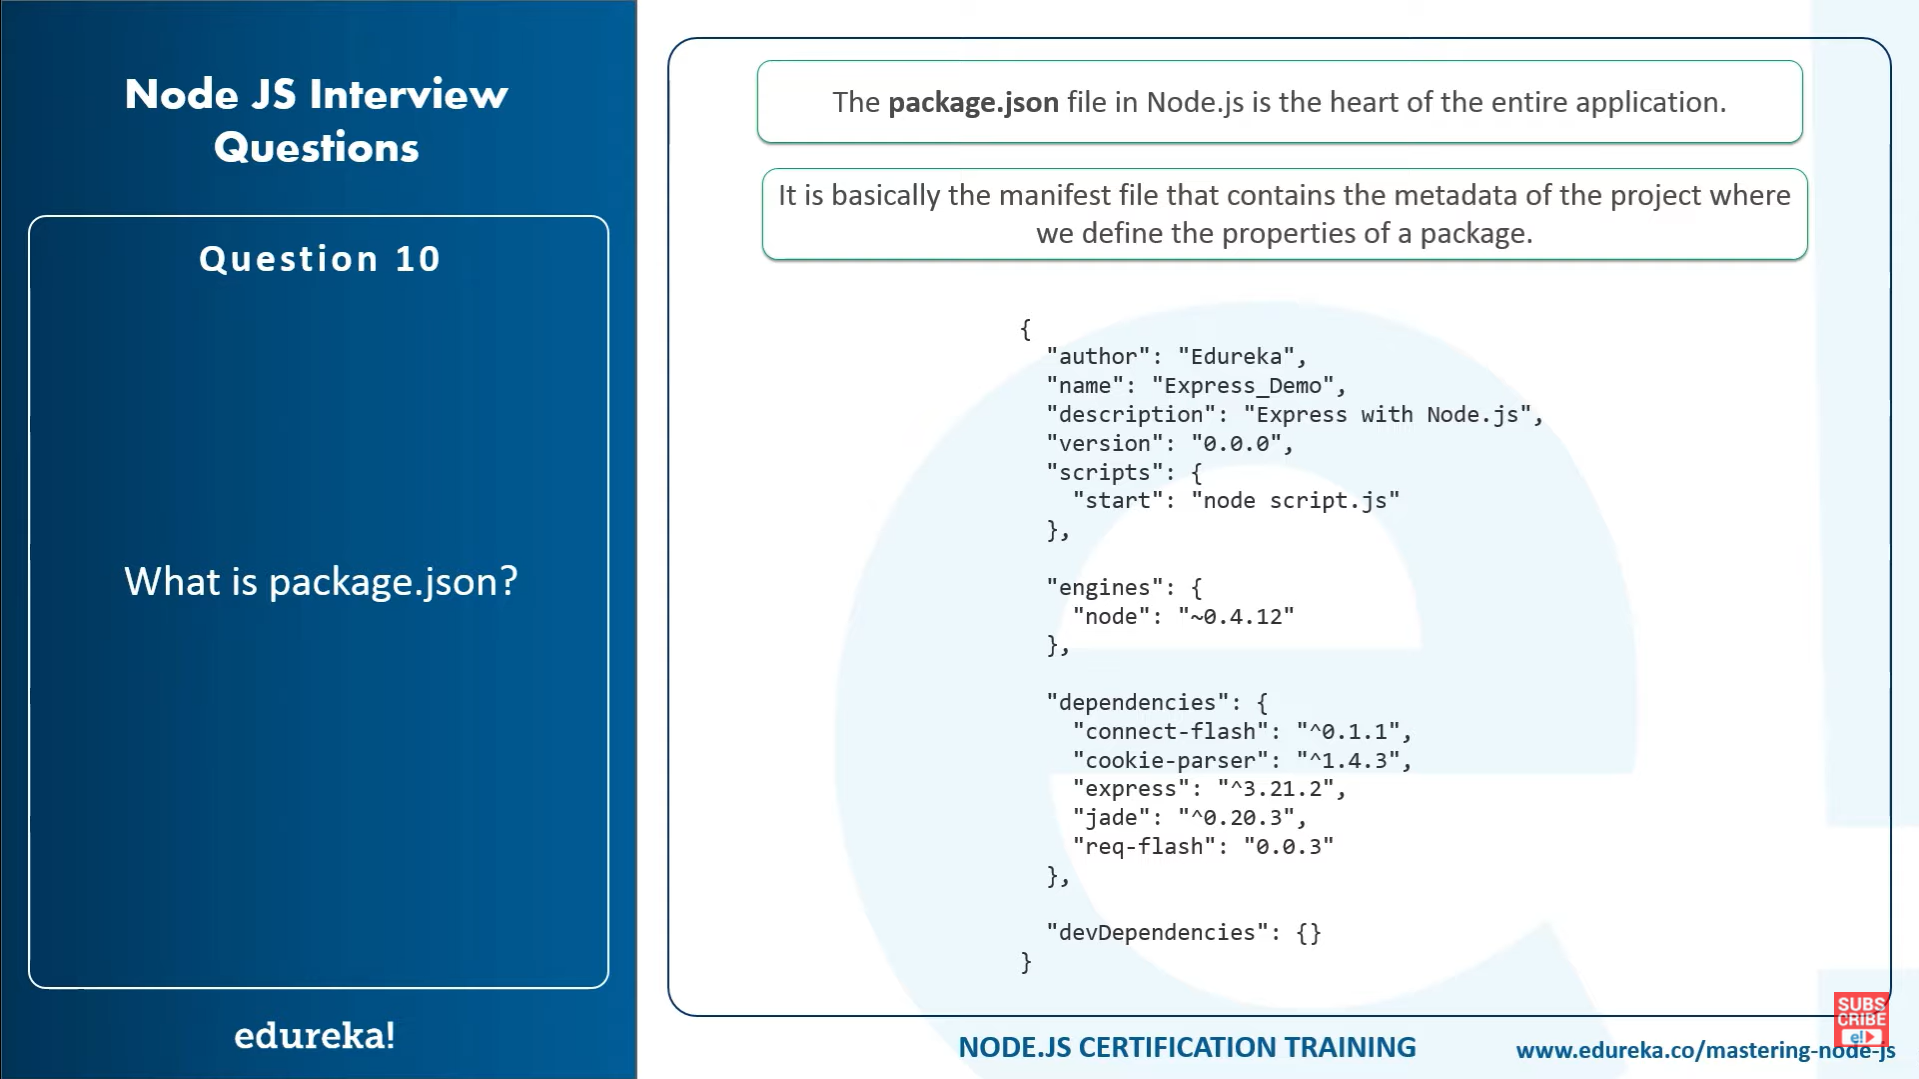 Node JS Interview
Questions
Question 10
What is package.json?
edureka!
The package.json file in Node.js is the heart of the entire application.
It is basically the manifest file that contains the metadata of the project where
we define the properties of a package.
{
  "author": "Edureka",
  "name": "Express_Demo",
  "description": "Express with Node.js",
  "version": "0.0.0",
  "scripts": {
    "start": "node script.js"
  },
  "engines": {
    "node": "~0.4.12"
  },
  "dependencies": {
    "connect-flash": "^0.1.1",
    "cookie-parser": "^1.4.3",
    "express": "^3.21.2",
    "jade": "^0.20.3",
    "req-flash": "0.0.3"
  },
  "devDependencies": {}
}
SUBS
CRIBE
e!
NODE.JS CERTIFICATION TRAINING
www.edureka.co/mastering-node-js